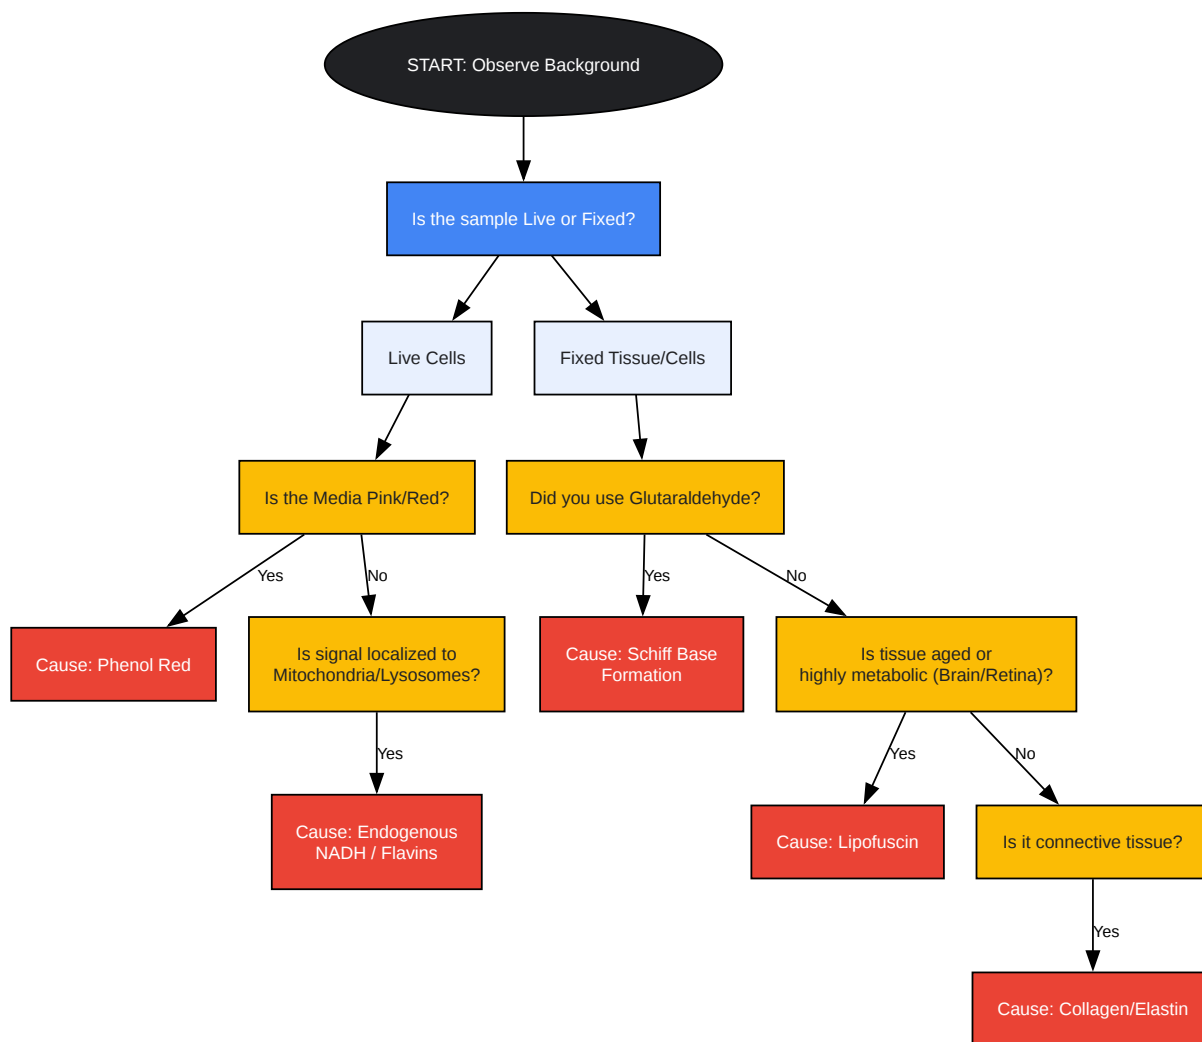 START: Observe Background
Is the sample Live or Fixed?
Live Cells
Fixed Tissue/Cells
Is the Media Pink/Red?
Did you use Glutaraldehyde?
Yes
No
Yes
No
Cause: Phenol Red
Is signal localized to
Mitochondria/Lysosomes?
Cause: Schiff Base
Formation
Is tissue aged or
highly metabolic (Brain/Retina)?
Yes
Yes
No
Cause: Endogenous
NADH / Flavins
Cause: Lipofuscin
Is it connective tissue?
Yes
Cause: Collagen/Elastin